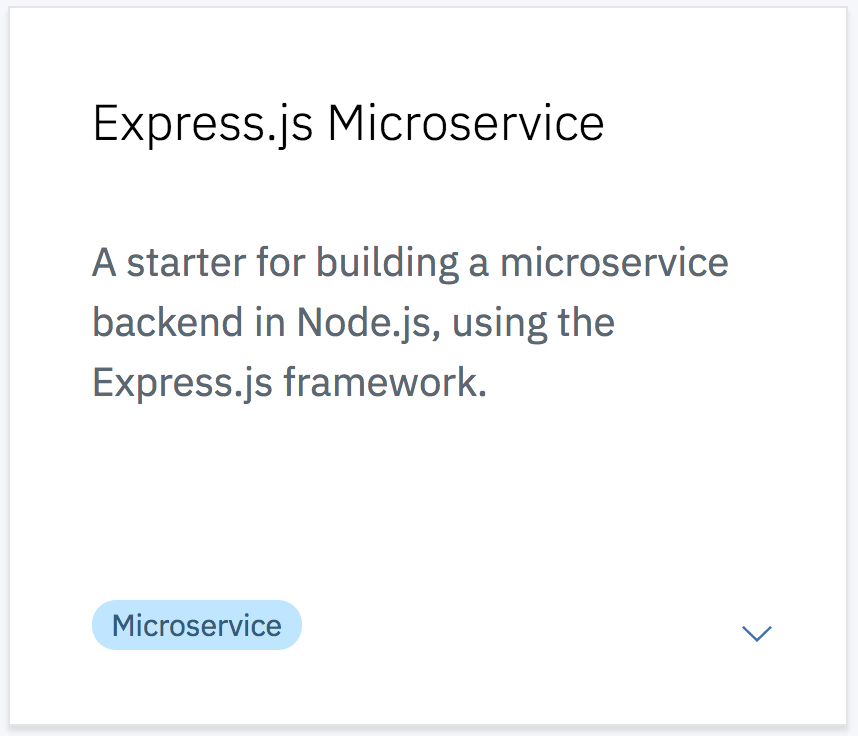 Express.js Microservice
A starter for building a microservice
backend in Node.js, using the
Express.js framework.
Microservice